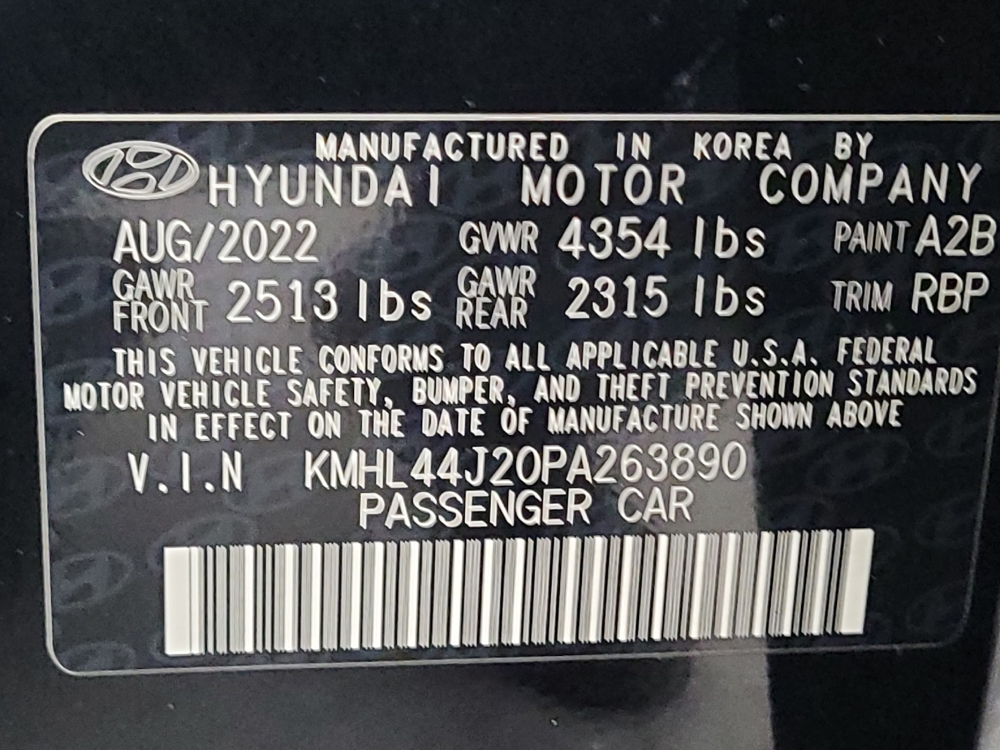 MANUFACTURED IN KOREA BY
HYUNDAI MOTOR COMPANY
AUG/2022 GVWR 4354 lbs PAINT A2B
GAWR FRONT 2513 lbs GAWR REAR 2315 lbs TRIM RBP
THIS VEHICLE CONFORMS TO ALL APPLICABLE U.S.A. FEDERAL
MOTOR VEHICLE SAFETY, BUMPER, AND THEFT PREVENTION STANDARDS
IN EFFECT ON THE DATE OF MANUFACTURE SHOWN ABOVE
V.I.N KMHL44J20PA263890
PASSENGER CAR